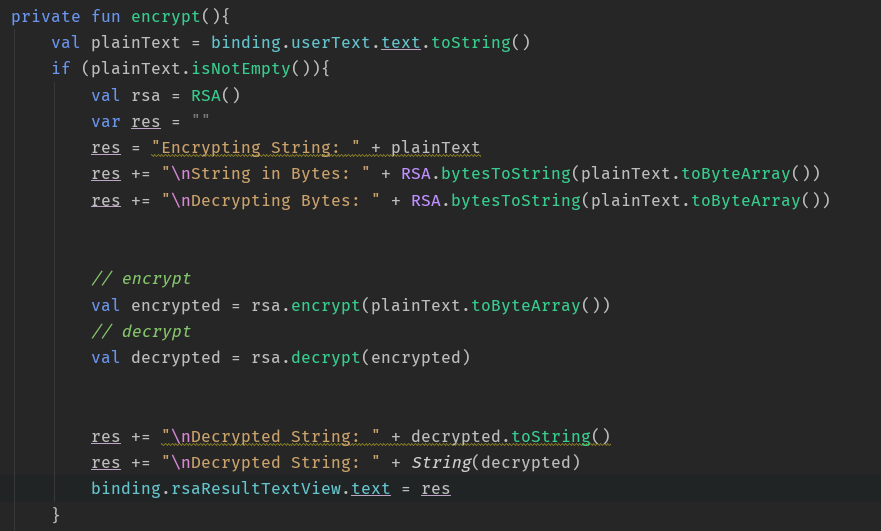 private fun encrypt(){
val plainText = binding.userText.text.toString()
if (plainText.isNotEmpty()){
val rsa = RSA()
var res = ""
res = "Encrypting String: " + plainText
res += "\nString in Bytes: " + RSA.bytesToString(plainText.toByteArray())
res += "\nDecrypting Bytes: " + RSA.bytesToString(plainText.toByteArray())
// encrypt
val encrypted = rsa.encrypt(plainText.toByteArray())
// decrypt
val decrypted = rsa.decrypt(encrypted)
res += "\nDecrypted String: " + decrypted.toString()
res += "\nDecrypted String: " + String(decrypted)
binding.rsaResultTextView.text = res
}